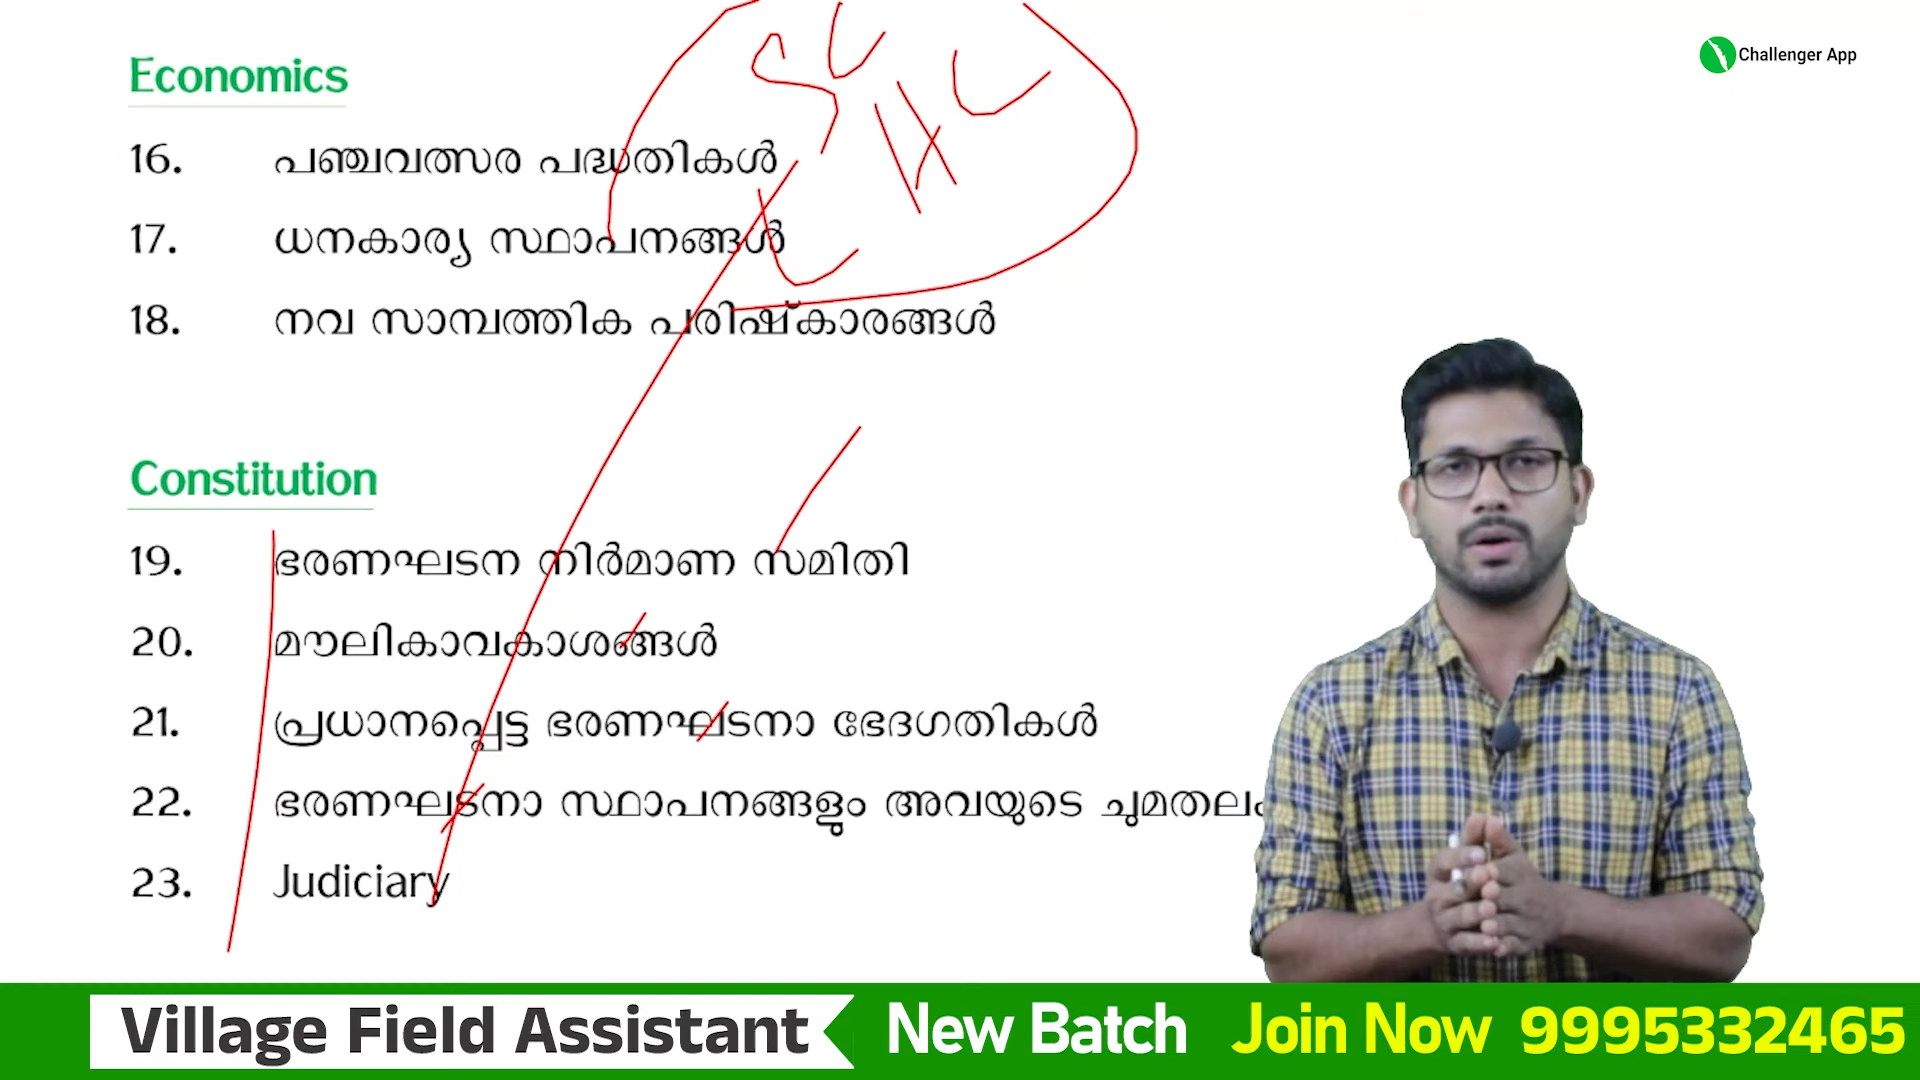 Challenger App
Economics
16. പഞ്ചവത്സര പദ്ധതികൾ
17. ധനകാര്യ സ്ഥാപനങ്ങൾ
18. നവ സാമ്പത്തിക പരിഷ്കാരങ്ങൾ
SC
HC
L
Constitution
19. ഭരണഘടന നിർമാണ സമിതി
20. മൗലികാവകാശങ്ങൾ
21. പ്രധാനപ്പെട്ട ഭരണഘടനാ ഭേദഗതികൾ
22. ഭരണഘടനാ സ്ഥാപനങ്ങളും അവയുടെ
23. Judiciary
Village Field Assistant New Batch Join Now 9995332465